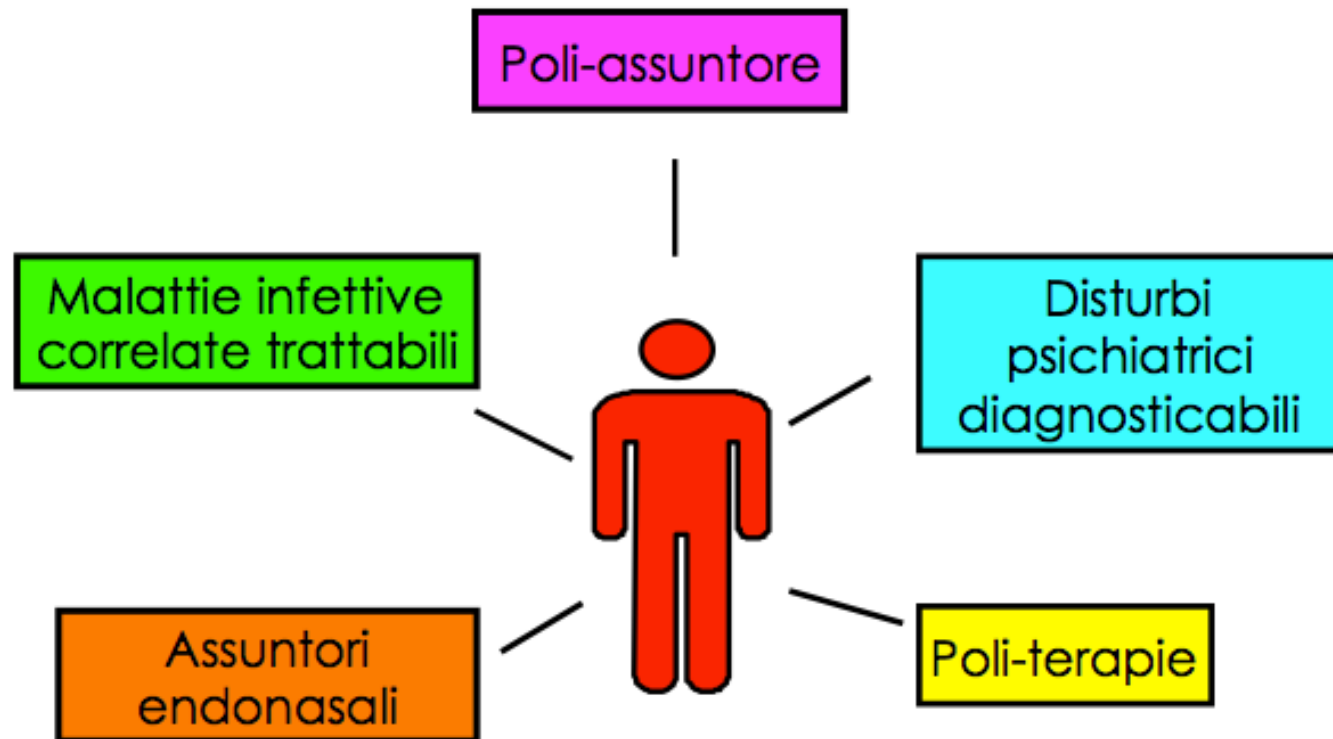 Poli-assuntore
Malattie infettive
correlate trattabili
Disturbi
psichiatrici
diagnosticabili
Assuntori
endonasali
Poli-terapie